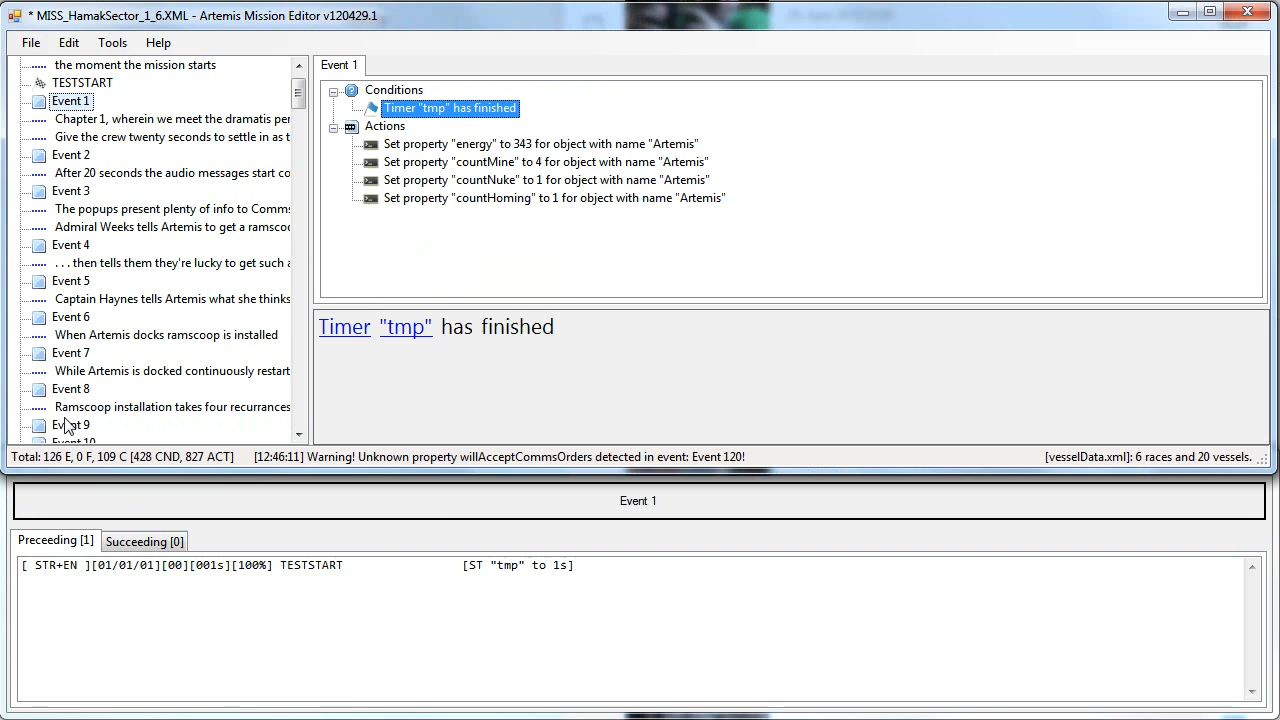 * MISS_HamakSector_1_6.XML - Artemis Mission Editor v120429.1
File Edit Tools Help
the moment the mission starts
TESTSTART
Event 1
Chapter 1, wherein we meet the dramatis per
Give the crew twenty seconds to settle in as t
Event 2
After 20 seconds the audio messages start co
Event 3
The popups present plenty of info to Comms
Admiral Weeks tells Artemis to get a ramscoo
Event 4
. . . then tells them they're lucky to get such a
Event 5
Captain Haynes tells Artemis what she thinks
Event 6
When Artemis docks ramscoop is installed
Event 7
While Artemis is docked continuously restart
Event 8
Ramscoop installation takes four recurrances
Event 9
Event 10
Event 1
Conditions
Timer "tmp" has finished
Actions
Set property "energy" to 343 for object with name "Artemis"
Set property "countMine" to 4 for object with name "Artemis"
Set property "countNuke" to 1 for object with name "Artemis"
Set property "countHoming" to 1 for object with name "Artemis"
Timer "tmp" has finished
Total: 126 E, 0 F, 109 C [428 CND, 827 ACT] [12:46:11] Warning! Unknown property willAcceptCommsOrders detected in event: Event 120! [vesselData.xml]: 6 races and 20 vessels.
Event 1
Preceeding [1] Succeeding [0]
[ STR+EN ][01/01/01][00][001s][100%] TESTSTART [ST "tmp" to 1s]